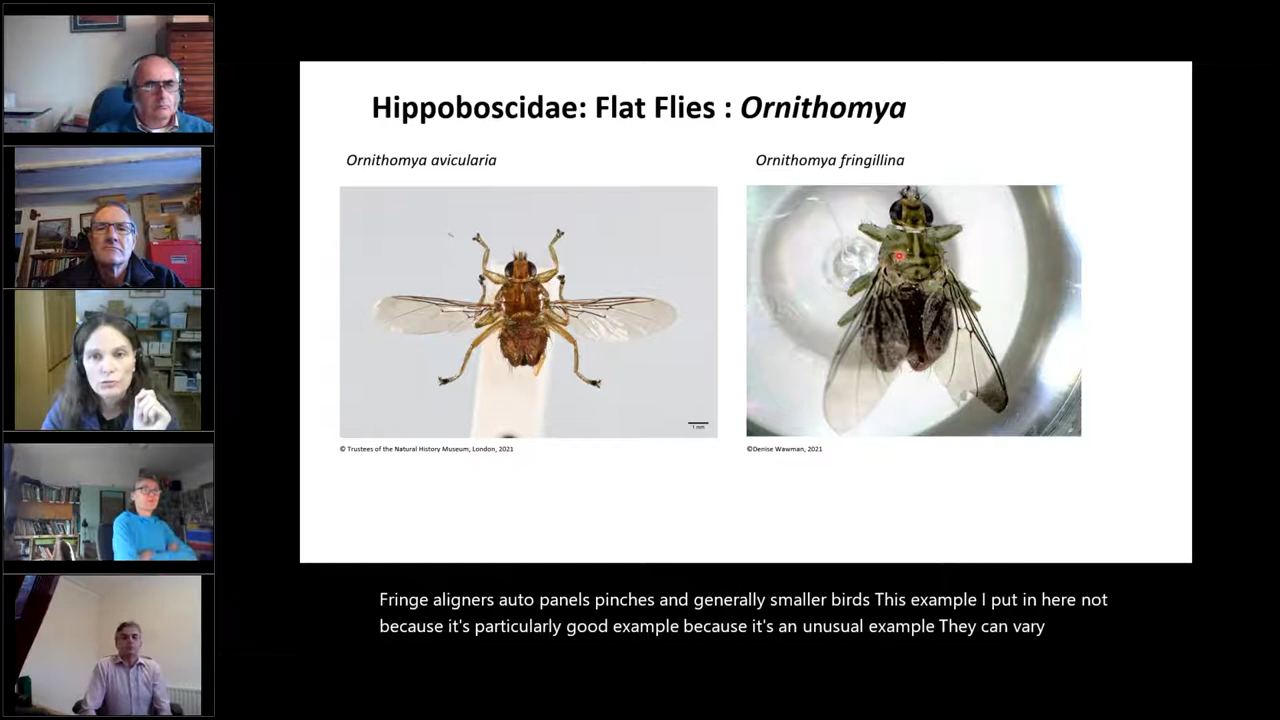 Hippoboscidae: Flat Flies : Ornithomya
Ornithomya avicularia
Ornithomya fringillina
1 mm
© Trustees of the Natural History Museum, London, 2021
©Denise Wawman, 2021
Fringe aligners auto panels pinches and generally smaller birds This example I put in here not
because it's particularly good example because it's an unusual example They can vary